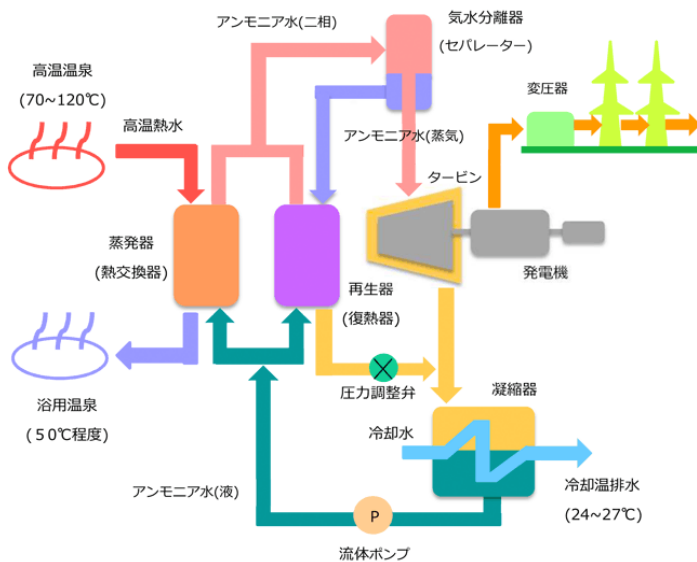 アンモニア水(二相)
気水分離器
(セパレーター)
高温温泉
(70~120℃)
変圧器
高温熱水
アンモニア水(蒸気)
タービン
蒸発器
(熱交換器)
発電機
再生器
(復熱器)
圧力調整弁
凝縮器
浴用温泉
(５０℃程度)
冷却水
アンモニア水(液)
冷却温排水
(24~27℃)
P
流体ポンプ